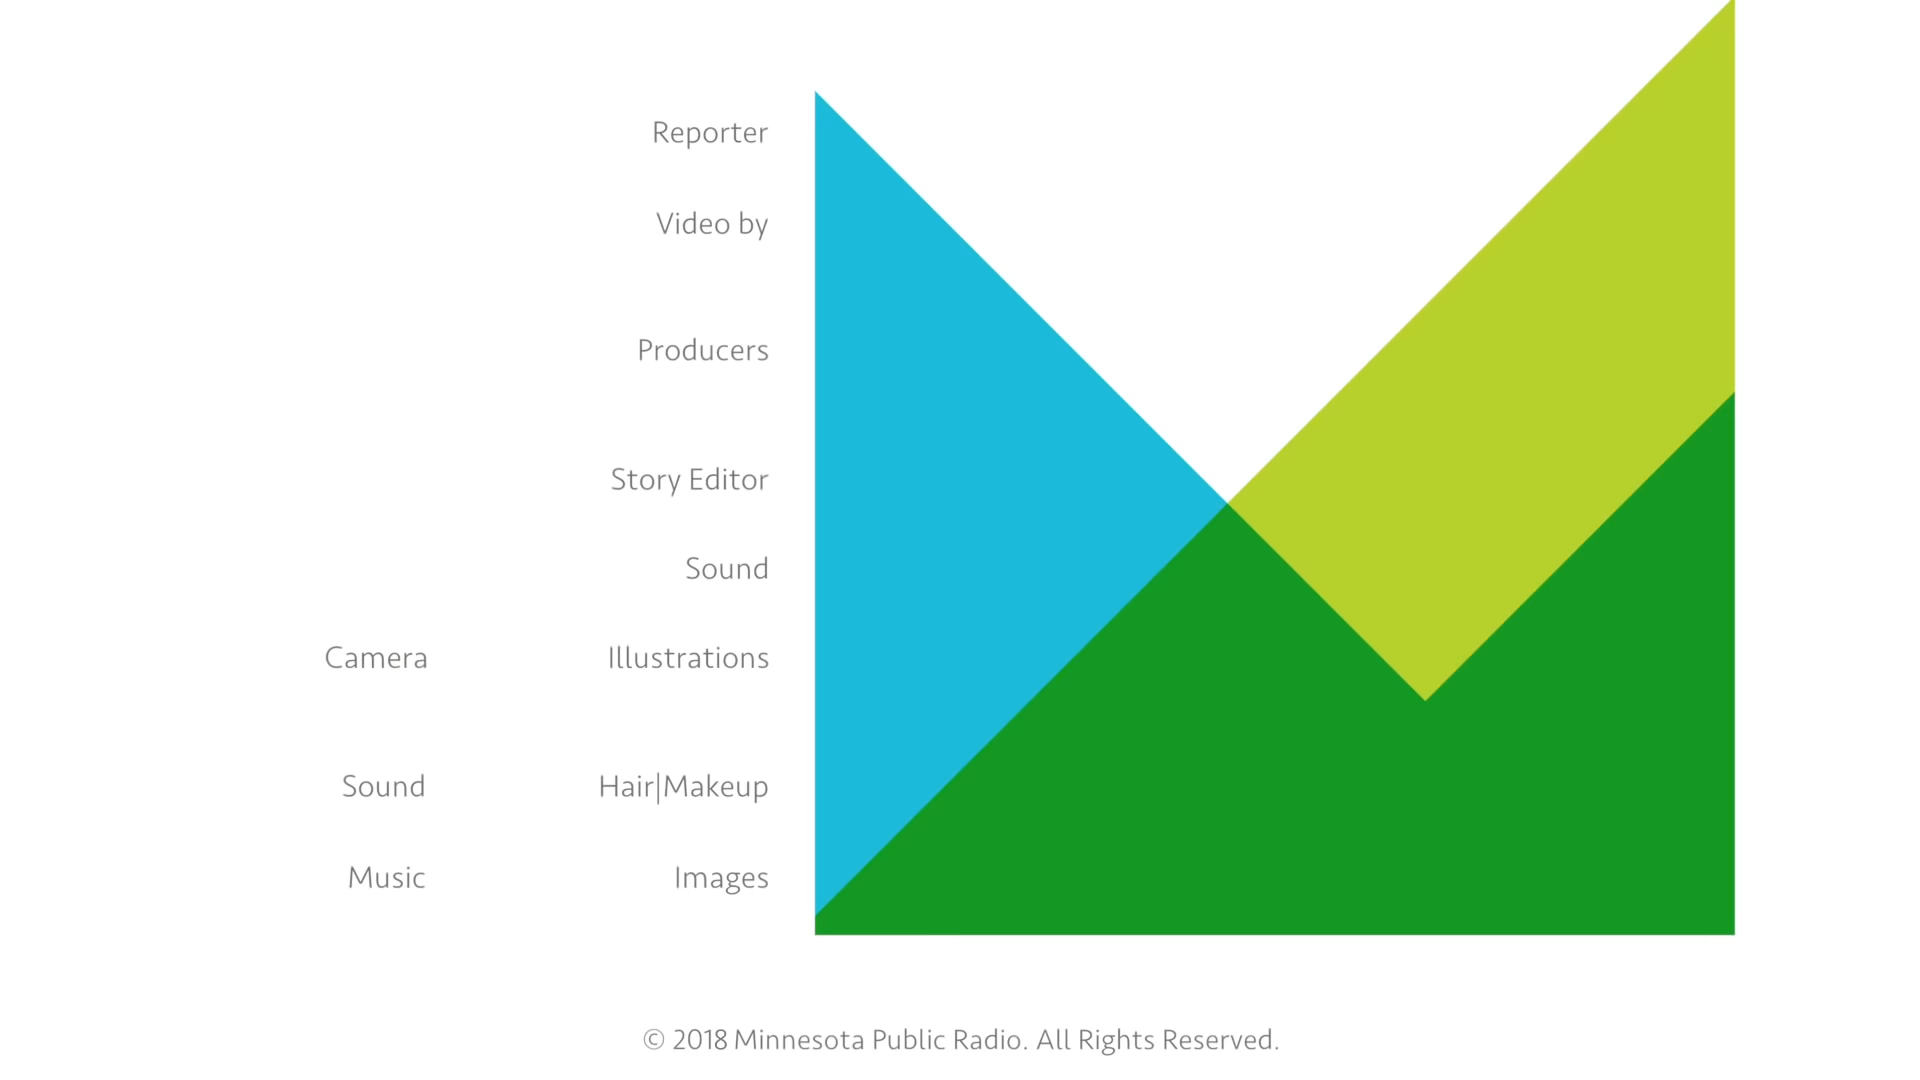 Reporter
Video by
Producers
Story Editor
Sound
Camera
Illustrations
Sound
Hair|Makeup
Music
Images
© 2018 Minnesota Public Radio. All Rights Reserved.